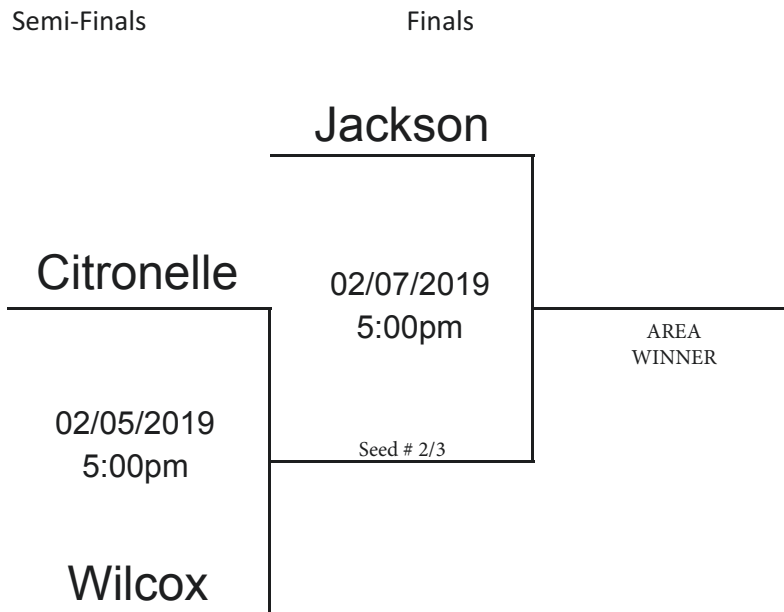 Semi-Finals
Finals
Jackson
Citronelle
02/07/2019
5:00pm
AREA
WINNER
02/05/2019
5:00pm
Seed # 2/3
Wilcox